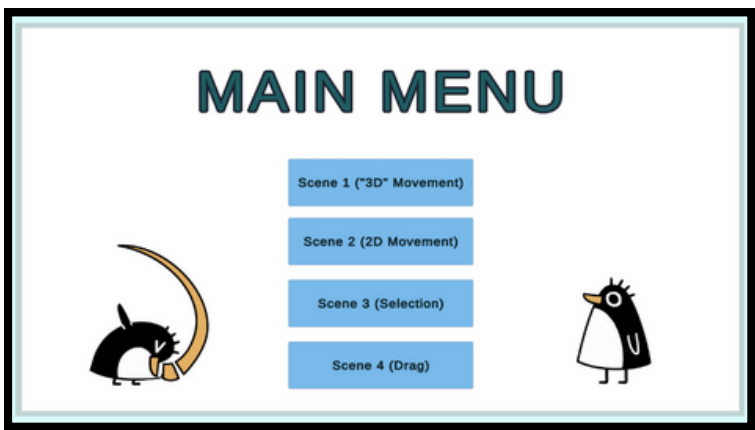 MAIN MENU
Scene 1 ("3D" Movement)
Scene 2 (2D Movement)
Scene 3 (Selection)
Scene 4 (Drag)